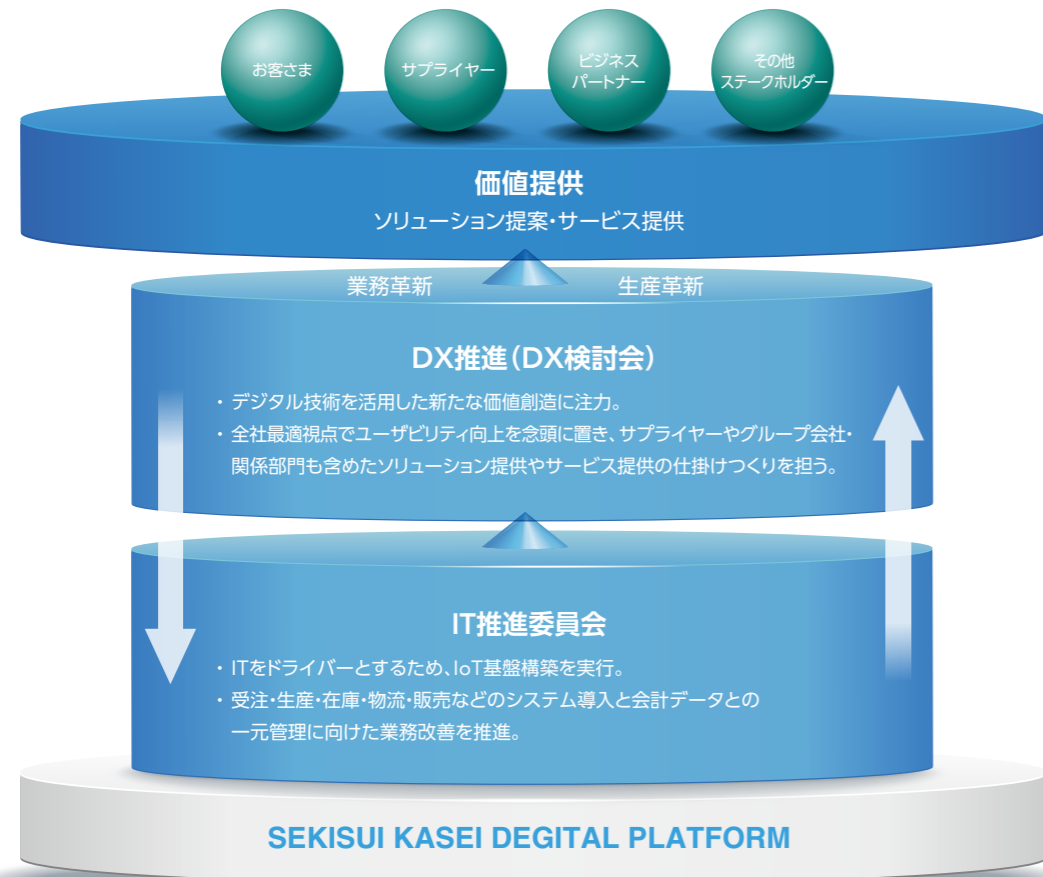 お客さま
サプライヤー
ビジネス
パートナー
その他
ステークホルダー
価値提供
ソリューション提案・サービス提供
業務革新
生産革新
DX推進(DX検討会)
・ デジタル技術を活用した新たな価値創造に注力。
・ 全社最適視点でユーザビリティ向上を念頭に置き、サプライヤーやグループ会社・
関係部門も含めたソリューション提供やサービス提供の仕掛けつくりを担う。
IT推進委員会
・ ITをドライバーとするため、IoT基盤構築を実行。
・ 受注・生産・在庫・物流・販売などのシステム導入と会計データとの
一元管理に向けた業務改善を推進。
SEKISUI KASEI DEGITAL PLATFORM